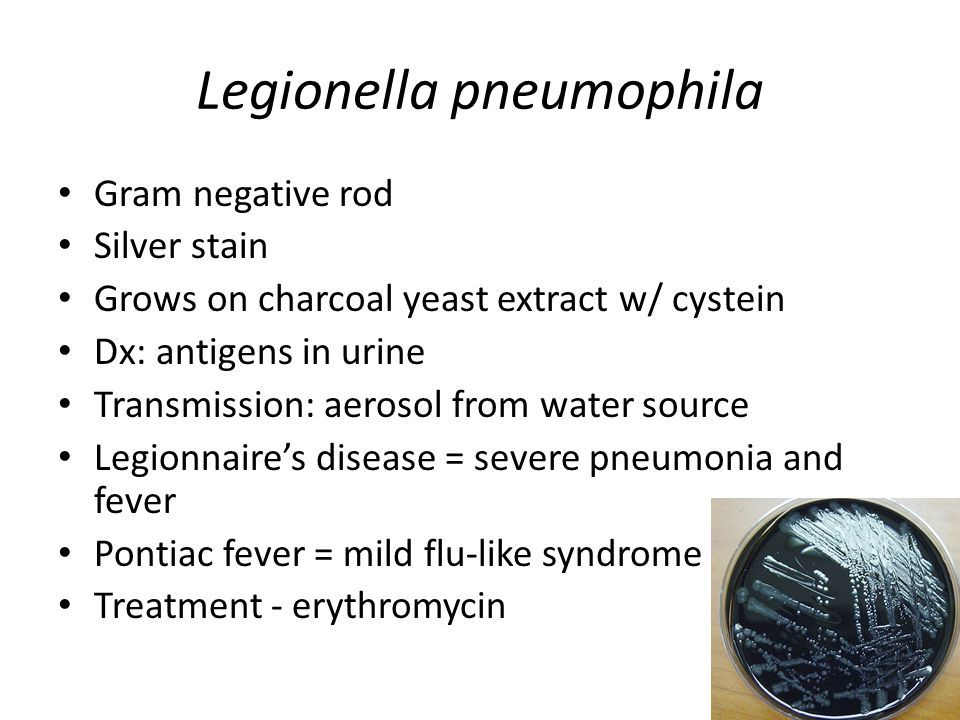 Legionella pneumophila
• Gram negative rod
• Silver stain
• Grows on charcoal yeast extract w/ cystein
• Dx: antigens in urine
• Transmission: aerosol from water source
• Legionnaire’s disease = severe pneumonia and
fever
• Pontiac fever = mild flu-like syndrome
• Treatment - erythromycin